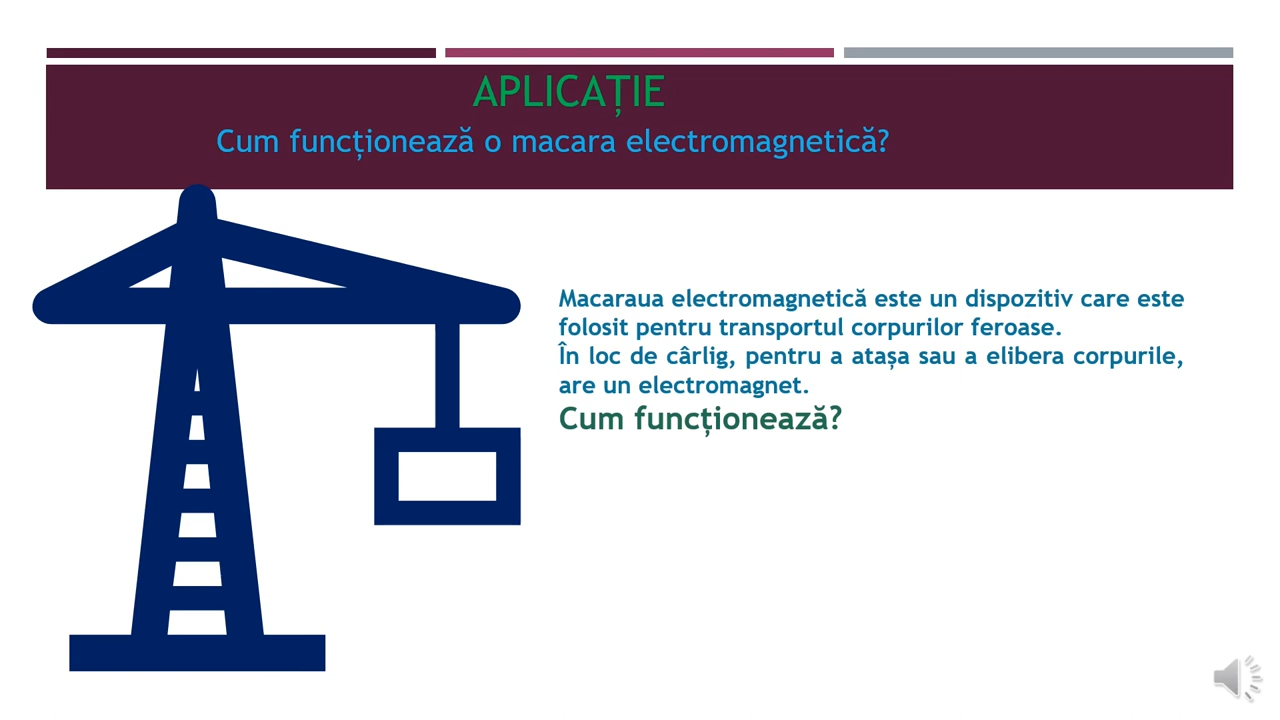 APLICAȚIE
Cum funcționează o macara electromagnetică?
Macaraua electromagnetică este un dispozitiv care este
folosit pentru transportul corpurilor feroase.
În loc de cârlig, pentru a atașa sau a elibera corpurile,
are un electromagnet.
Cum funcționează?